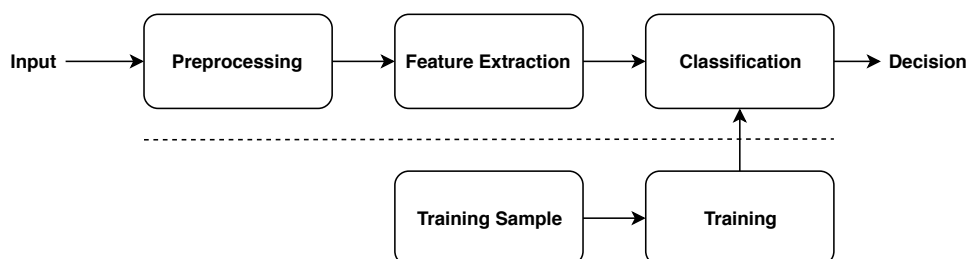 Input
Preprocessing
Feature Extraction
Classification
Decision
Training Sample
Training